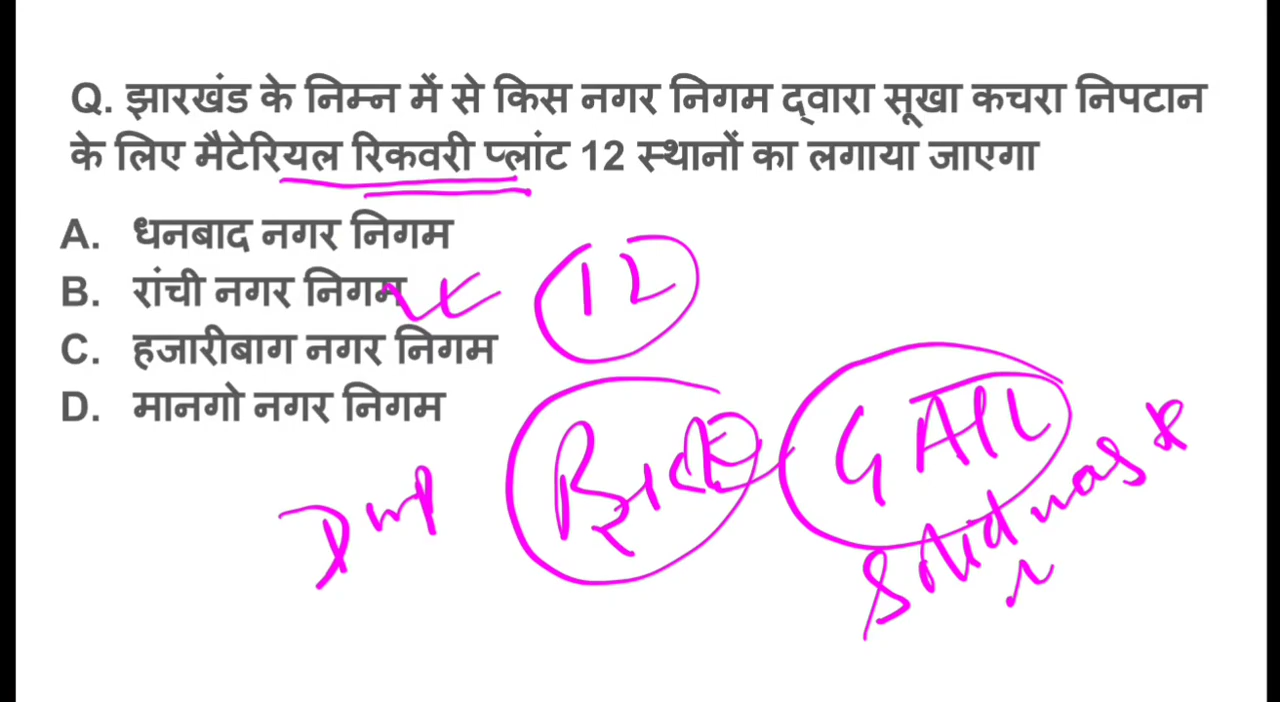 Q. झारखंड के निम्न में से किस नगर निगम द्वारा सूखा कचरा निपटान
के लिए मैटेरियल रिकवरी प्लांट 12 स्थानों का लगाया जाएगा
A. धनबाद नगर निगम
B. रांची नगर निगम
12
C. हजारीबाग नगर निगम
D. मानगो नगर निगम
GAIL
Solid